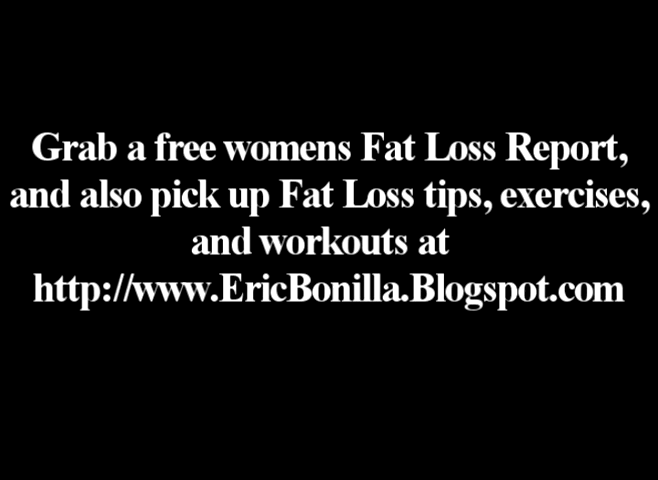 Grab a free womens Fat Loss Report,
and also pick up Fat Loss tips, exercises,
and workouts at
http://www.EricBonilla.Blogspot.com